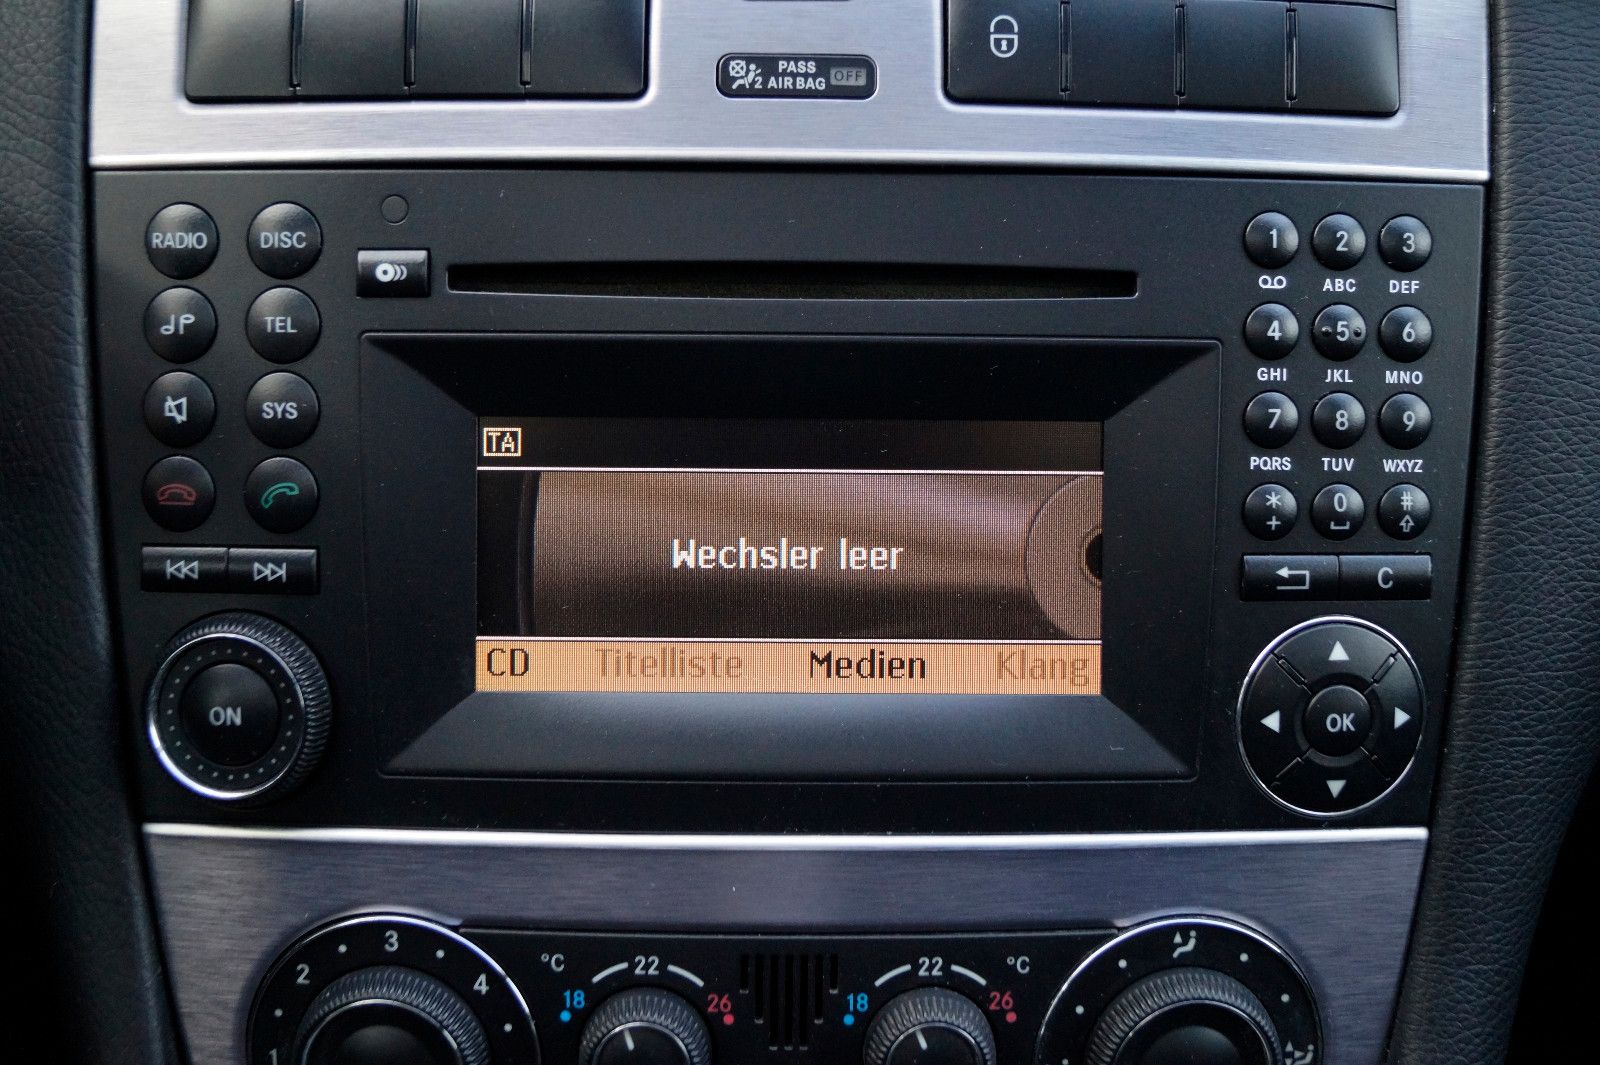 PASS
2 AIR BAG OFF
RADIO DISC
TEL
SYS
ON
TA
Wechsler leer
CD Titelliste Medien Klang
1 2 3
ABC DEF
4 5 6
GHI JKL MNO
7 8 9
PQRS TUV WXYZ
* 0 #
+
C
OK
1 2 3 4
°C 22
18 26
22 °C
18 26